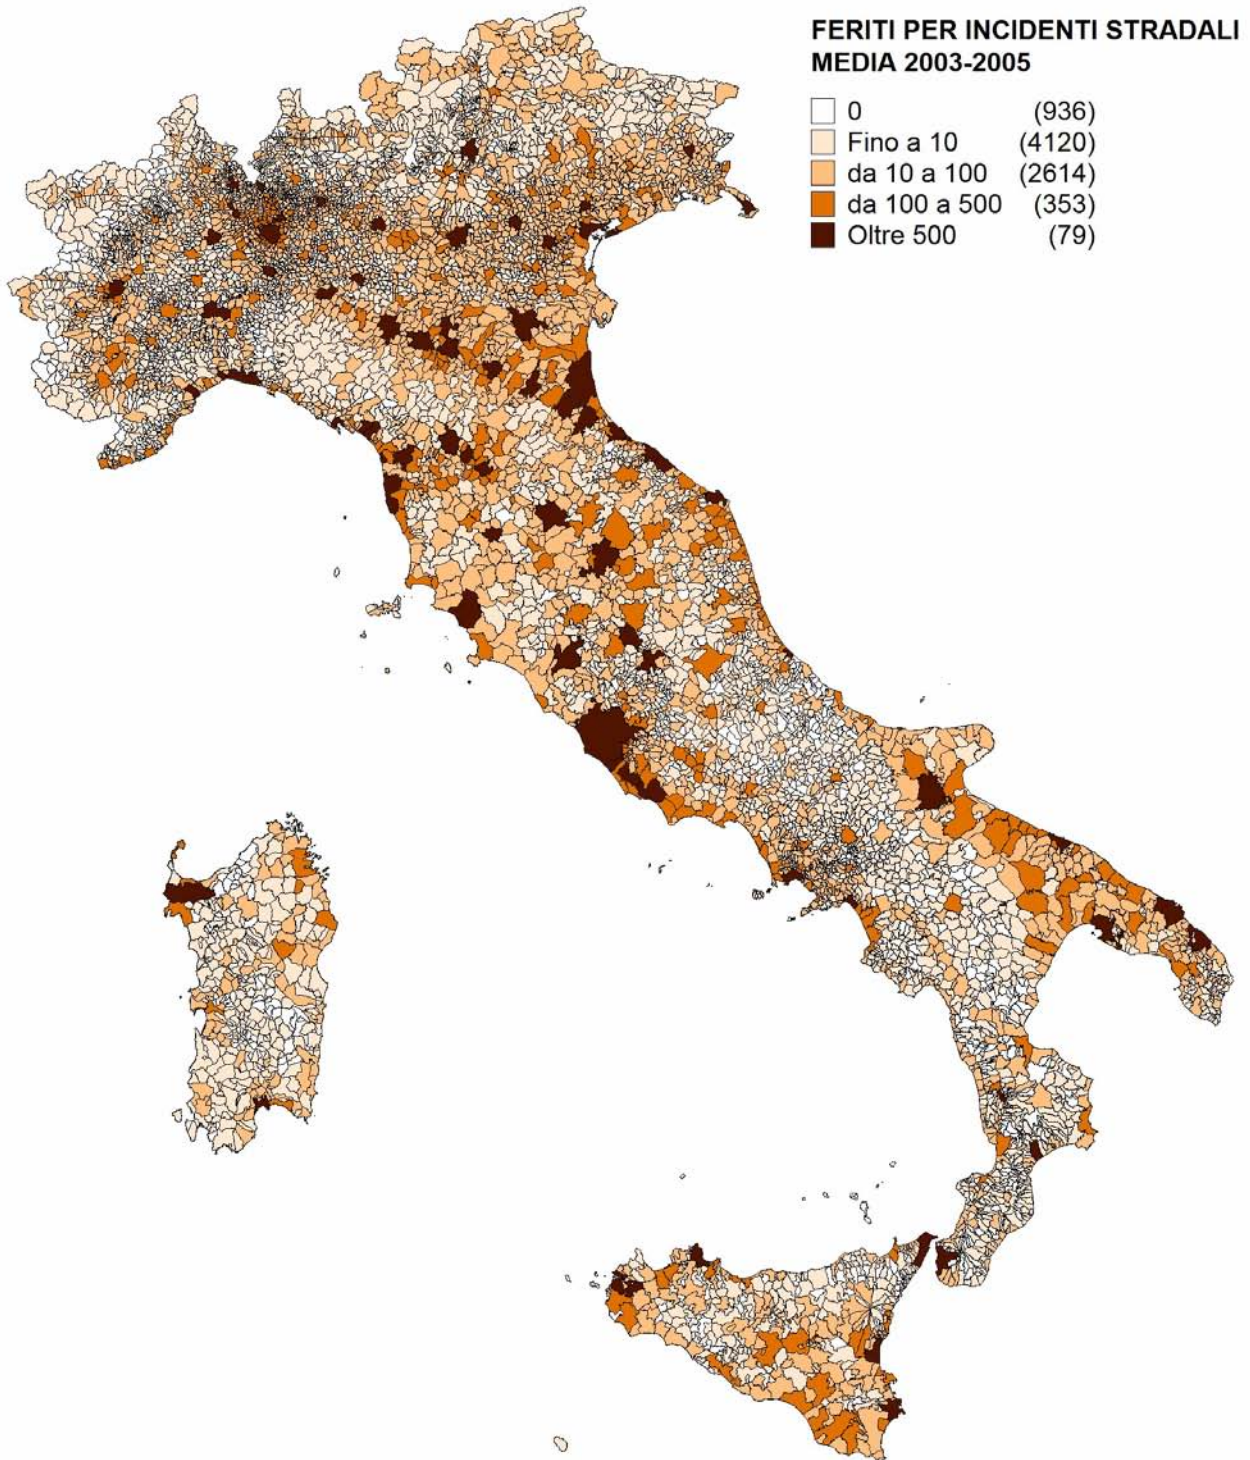 FERITI PER INCIDENTI STRADALI
MEDIA 2003-2005
0 (936)
Fino a 10 (4120)
da 10 a 100 (2614)
da 100 a 500 (353)
Oltre 500 (79)